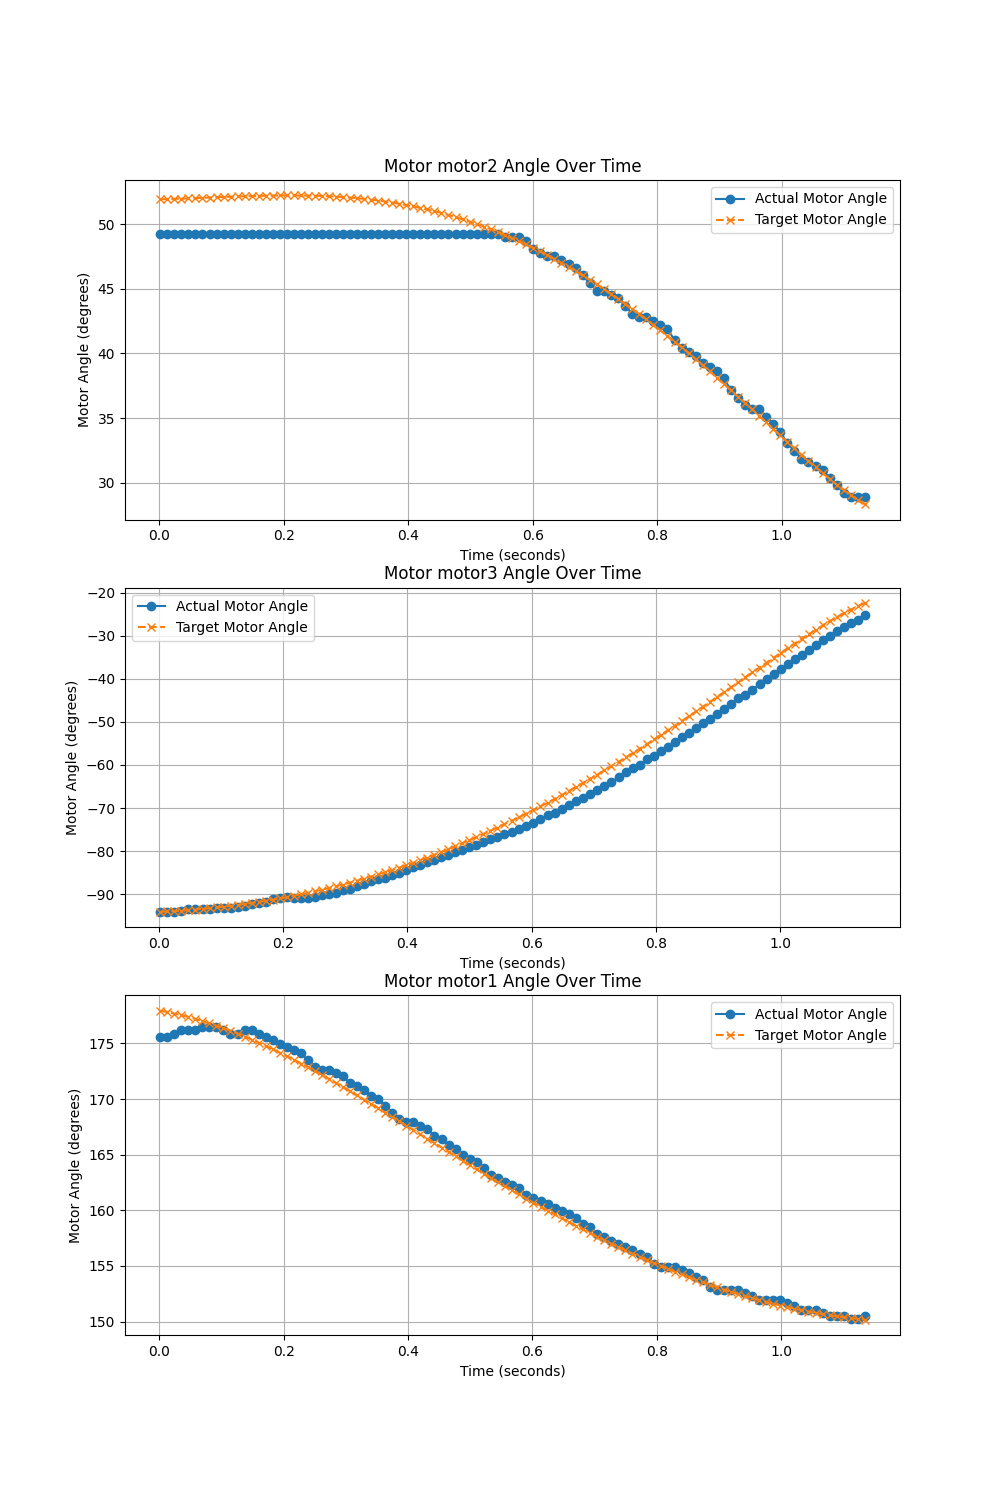 Motor motor2 Angle Over Time
Actual Motor Angle
Target Motor Angle
Motor Angle (degrees)
50
45
40
35
30
0.0 0.2 0.4 0.6 0.8 1.0
Time (seconds)
Motor motor3 Angle Over Time
Actual Motor Angle
Target Motor Angle
Motor Angle (degrees)
−20
−30
−40
−50
−60
−70
−80
−90
0.0 0.2 0.4 0.6 0.8 1.0
Time (seconds)
Motor motor1 Angle Over Time
Actual Motor Angle
Target Motor Angle
Motor Angle (degrees)
175
170
165
160
155
150
0.0 0.2 0.4 0.6 0.8 1.0
Time (seconds)